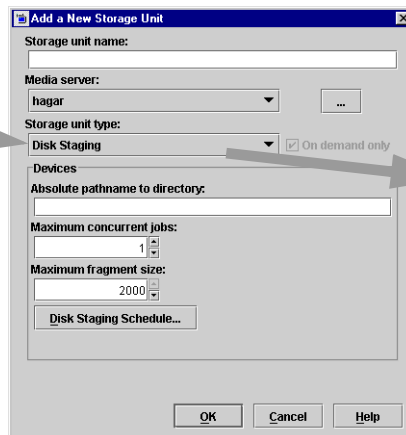 Add a New Storage Unit
Storage unit name:
Media server:
hagar
...
Storage unit type:
Disk Staging
On demand only
Devices
Absolute pathname to directory:
Maximum concurrent jobs:
1
Maximum fragment size:
2000
Disk Staging Schedule...
OK Cancel Help